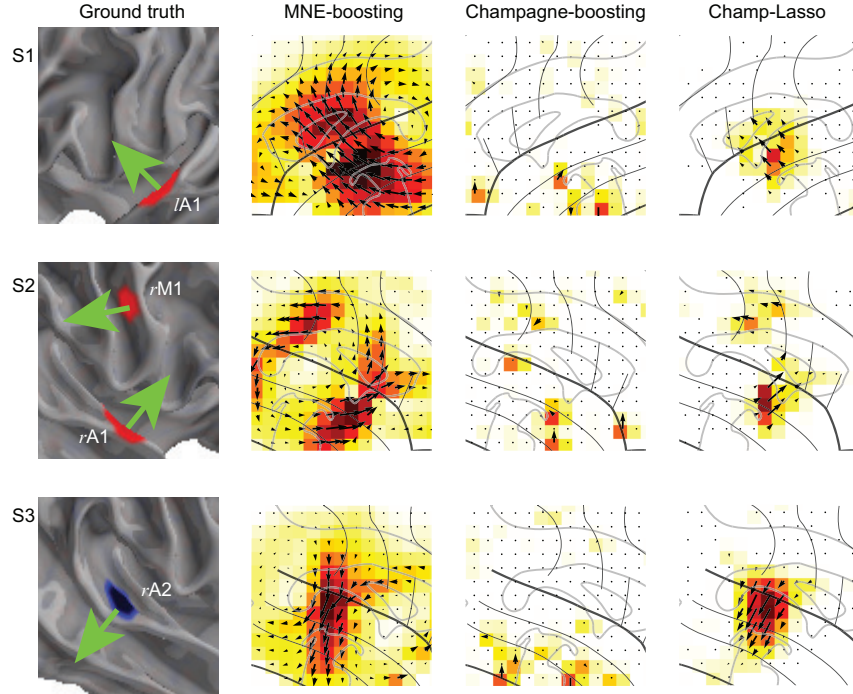 Ground truth MNE-boosting Champagne-boosting Champ-Lasso
S1
lA1
S2
rM1
rA1
S3
rA2